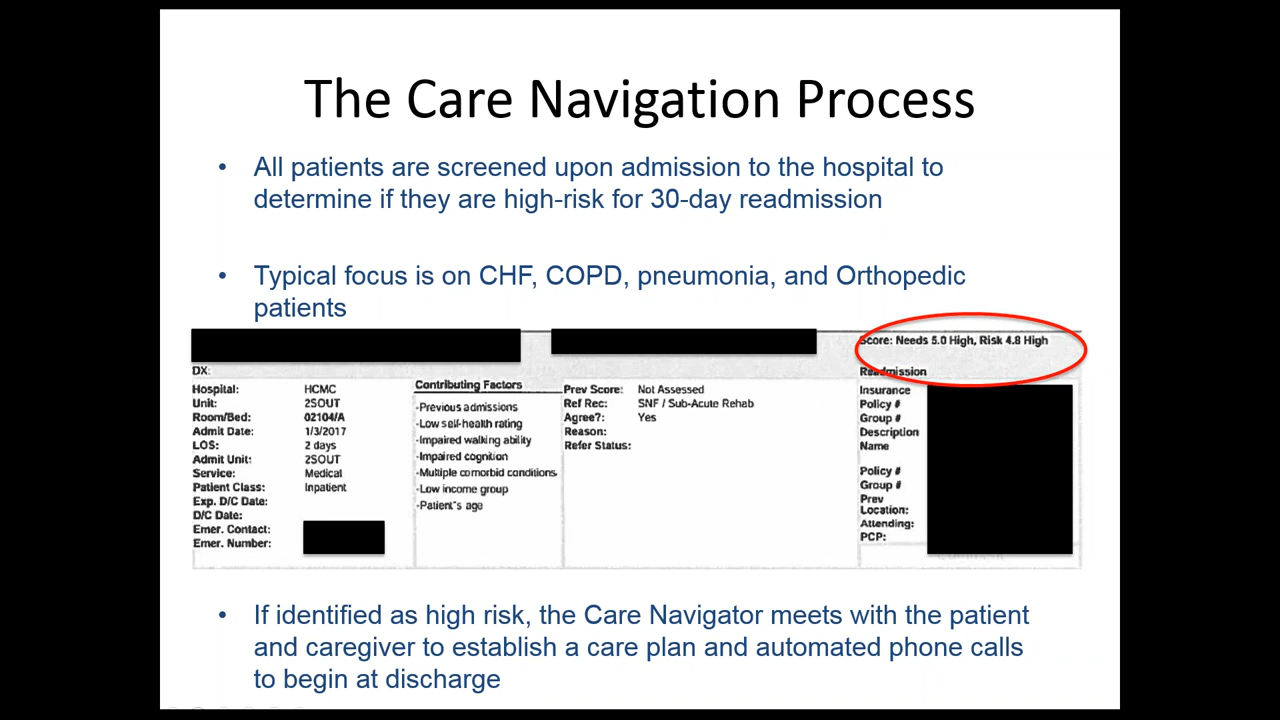 The Care Navigation Process
• All patients are screened upon admission to the hospital to
determine if they are high-risk for 30-day readmission
• Typical focus is on CHF, COPD, pneumonia, and Orthopedic
patients
Score: Needs 5.0 High, Risk 4.8 High
DX:
Readmission
Hospital: HCMC
Unit: 2SOUT
Room/Bed: 02104/A
Admit Date: 1/3/2017
LOS: 2 days
Admit Unit: 2SOUT
Service: Medical
Patient Class: Inpatient
Exp. D/C Date:
D/C Date:
Emer. Contact:
Emer. Number:
Contributing Factors
-Previous admissions
-Low self-health rating
-Impaired walking ability
-Impaired cognition
-Multiple comorbid conditions
-Low income group
-Patient"s age
Prev Score: Not Assessed
Ref Rec: SNF / Sub-Acute Rehab
Agree?: Yes
Reason:
Refer Status:
Insurance
Policy #
Group #
Description
Name
Policy #
Group #
Prev
Location:
Attending:
PCP:
• If identified as high risk, the Care Navigator meets with the patient
and caregiver to establish a care plan and automated phone calls
to begin at discharge